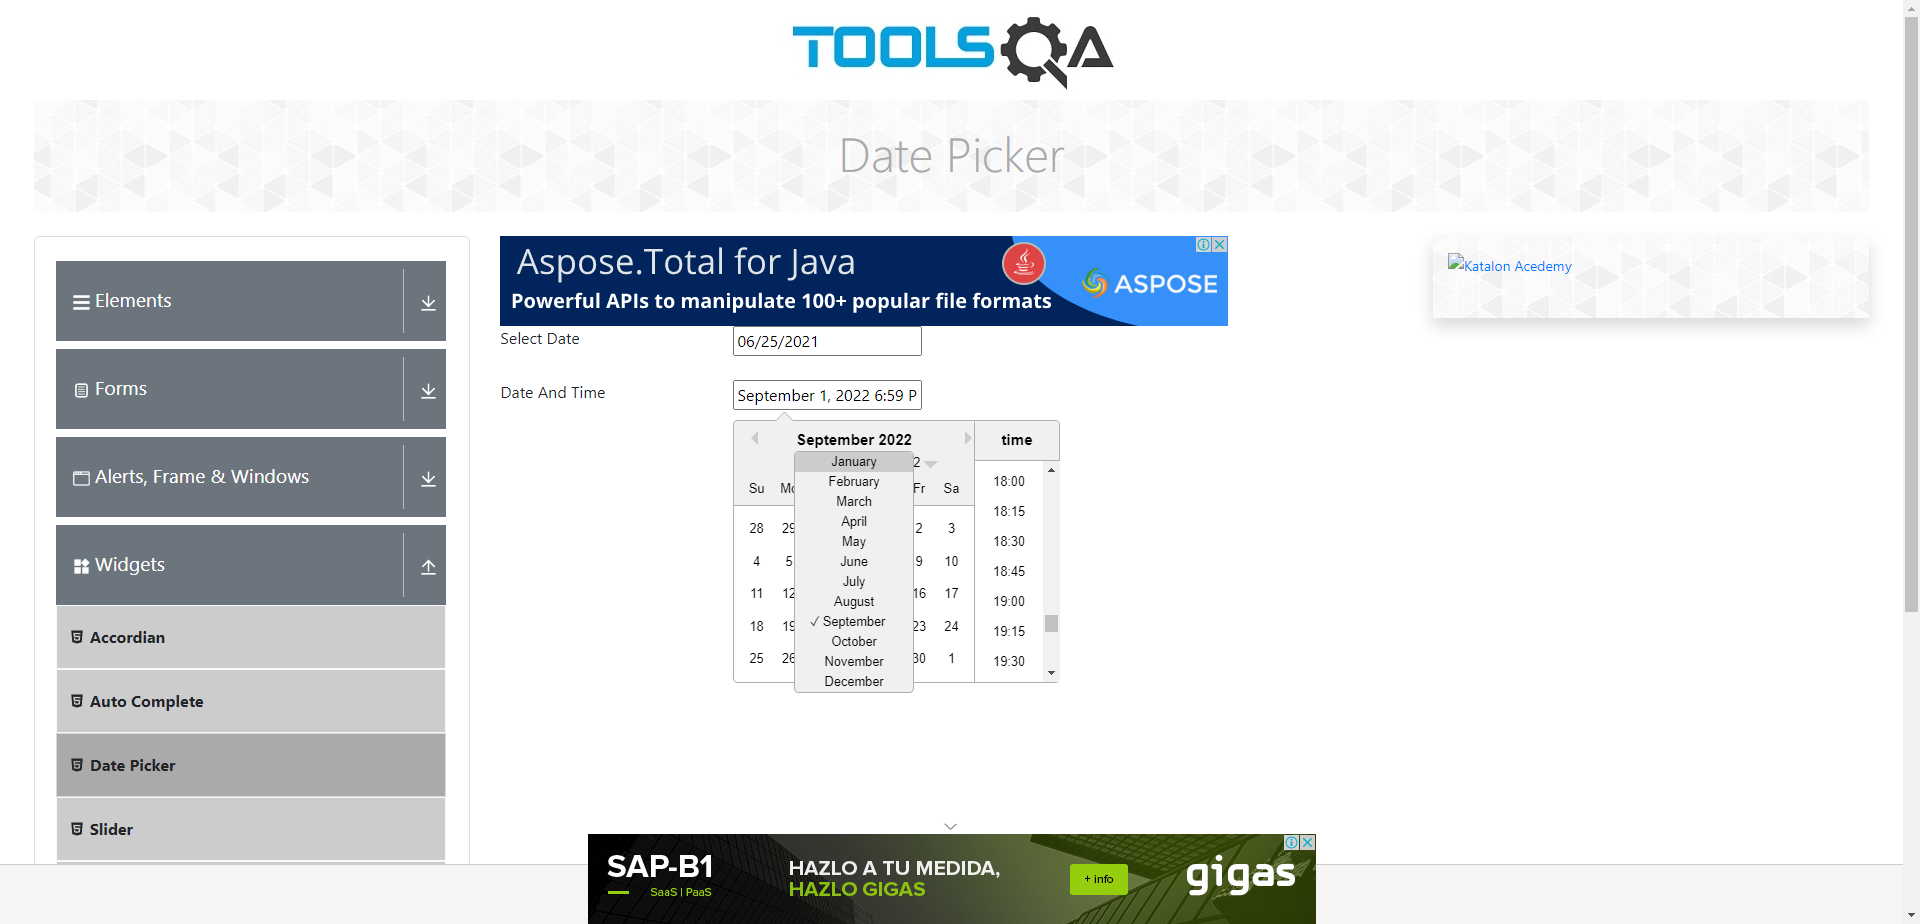 TOOLSQA
Date Picker
Elements
Forms
Alerts, Frame & Windows
Widgets
Accordian
Auto Complete
Date Picker
Slider
Aspose.Total for Java
Powerful APIs to manipulate 100+ popular file formats
ASPOSE
Select Date
06/25/2021
Date And Time
September 1, 2022 6:59 P
September 2022
2
Su Fr Sa
28 29 2 3
4 5 9 10
11 12 16 17
18 19 23 24
25 26 30 1
January
February
March
April
May
June
July
August
✓ September
October
November
December
time
18:00
18:15
18:30
18:45
19:00
19:15
19:30
Katalon Acedemy
SAP-B1
SaaS | PaaS
HAZLO A TU MEDIDA,
HAZLO GIGAS
+ info
gigas